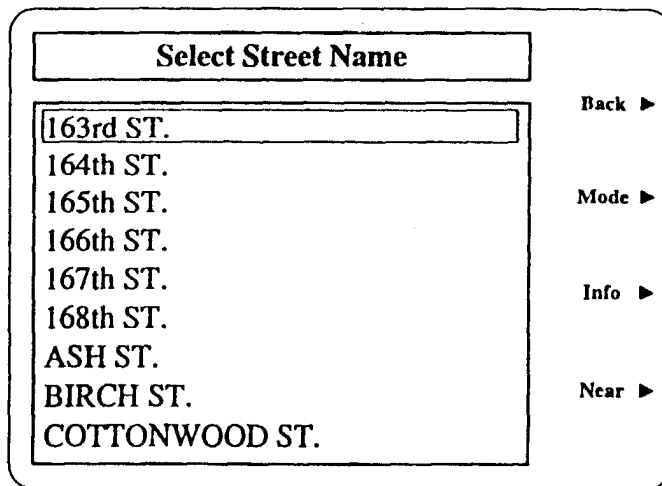 Select Street Name
163rd ST.
164th ST.
165th ST.
166th ST.
167th ST.
168th ST.
ASH ST.
BIRCH ST.
COTTONWOOD ST.
Back ▶
Mode ▶
Info ▶
Near ▶